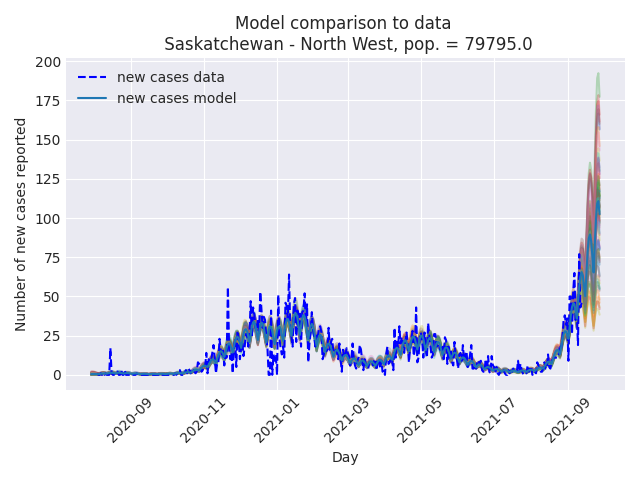 Model comparison to data
Saskatchewan - North West, pop. = 79795.0
new cases data
new cases model
Number of new cases reported
200
175
150
125
100
75
50
25
0
2020-09
2020-11
2021-01
2021-03
2021-05
2021-07
2021-09
Day